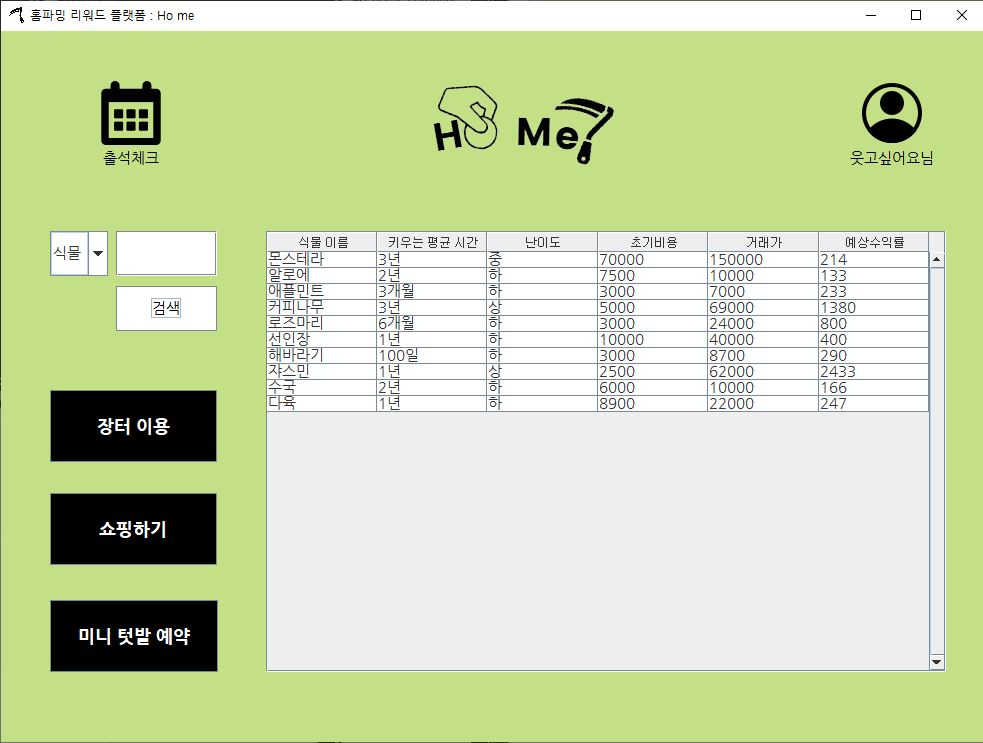 홈파밍 리워드 플랫폼 : Ho me
Ho Me
출석체크
웃고싶어요님
식물
검색
장터 이용
쇼핑하기
미니 텃발 예약
식물 이름 키우는 평균 시간 난이도 초기비용 거래가 예상수익률
몬스테라 3년 중 70000 150000 214
알로에 2년 하 7500 10000 133
애플민트 3개월 하 3000 7000 233
커피나무 3년 상 5000 69000 1380
로즈마리 6개월 하 3000 24000 800
선인장 1년 하 10000 40000 400
해바라기 100일 하 3000 8700 290
쟈스민 1년 상 2500 62000 2433
수국 2년 하 6000 10000 166
다육 1년 하 8900 22000 247